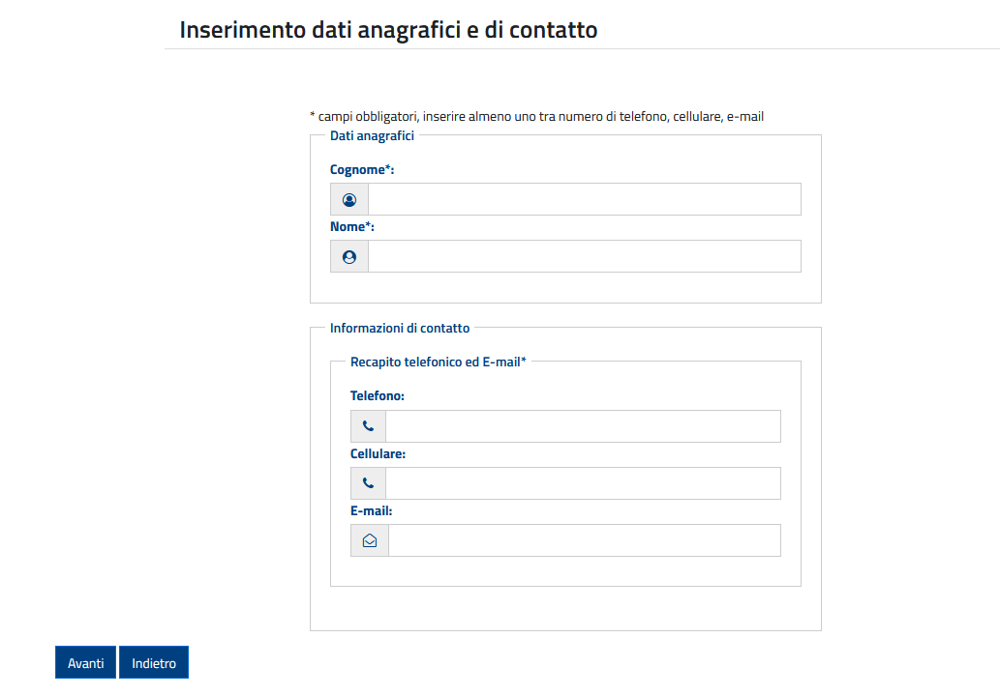 Inserimento dati anagrafici e di contatto
* campi obbligatori, inserire almeno uno tra numero di telefono, cellulare, e-mail
Dati anagrafici
Cognome*:
Nome*:
Informazioni di contatto
Recapito telefonico ed E-mail*
Telefono:
Cellulare:
E-mail:
Avanti Indietro